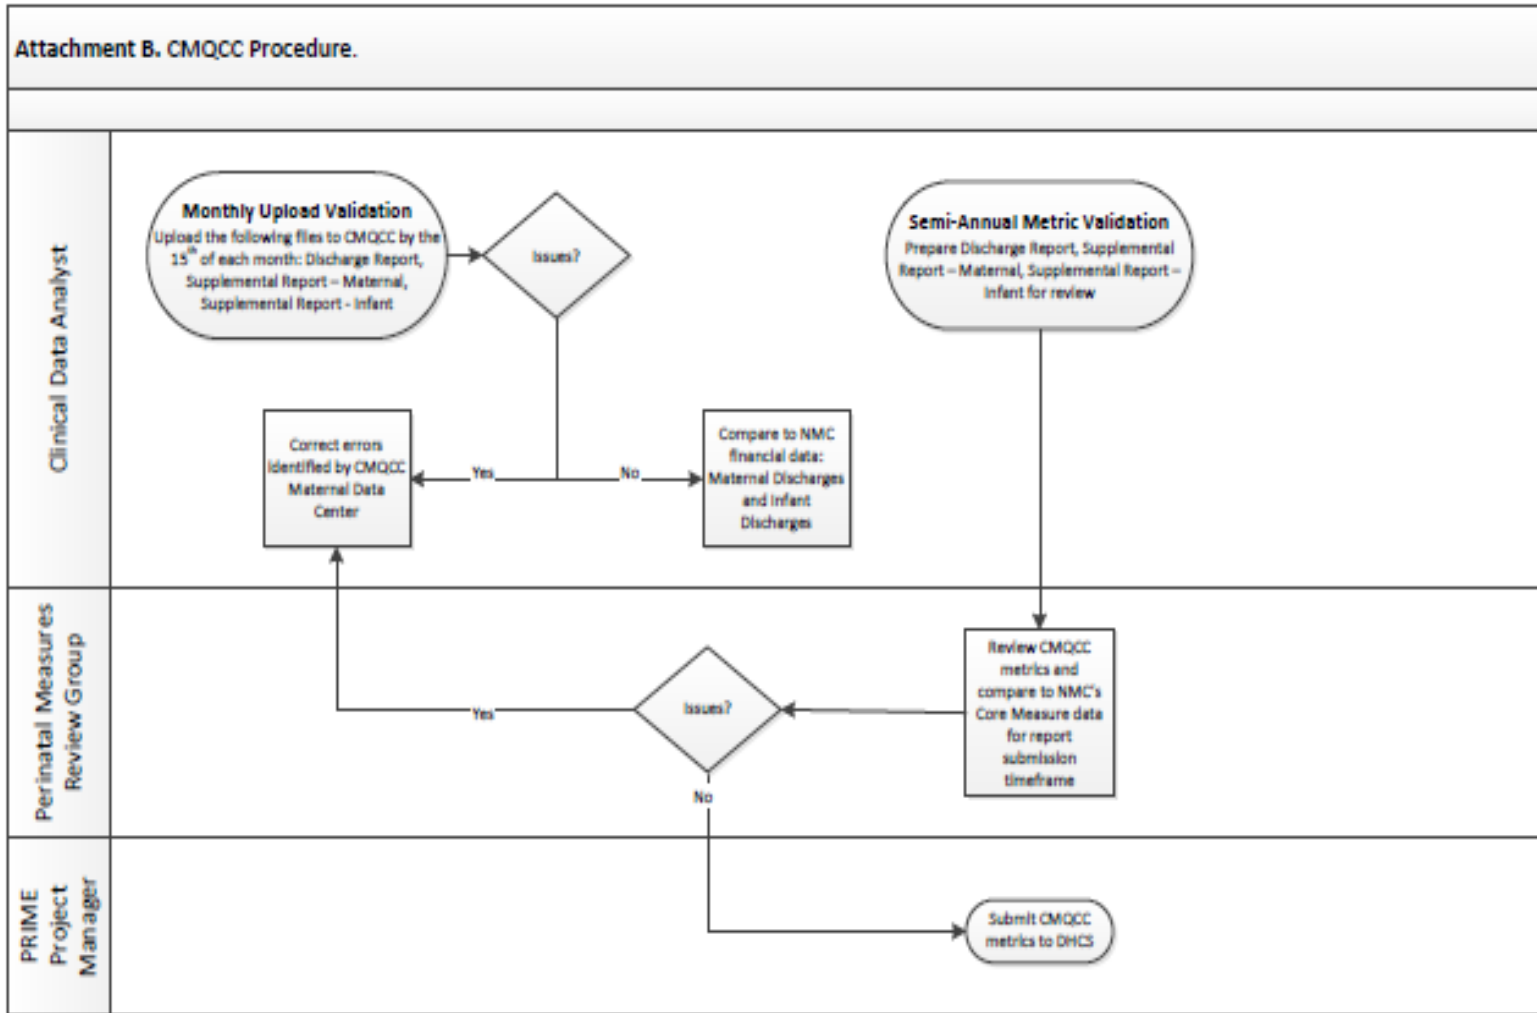 Attachment B. CMQCC Procedure.
Clinical Data Analyst
Monthly Upload Validation
Upload the following files to CMQCC by the
15th of each month: Discharge Report,
Supplemental Report – Maternal,
Supplemental Report - Infant
Issues?
Semi-Annual Metric Validation
Prepare Discharge Report, Supplemental
Report – Maternal, Supplemental Report –
Infant for review
Correct errors
identified by CMQCC
Maternal Data
Center
Yes
No
Compare to NMC
financial data:
Maternal Discharges
and Infant
Discharges
Perinatal Measures
Review Group
Yes
Issues?
No
Review CMQCC
metrics and
compare to NMC's
Core Measure data
for report
submission
timeframe
PRIME
Project
Manager
Submit CMQCC
metrics to DHCS